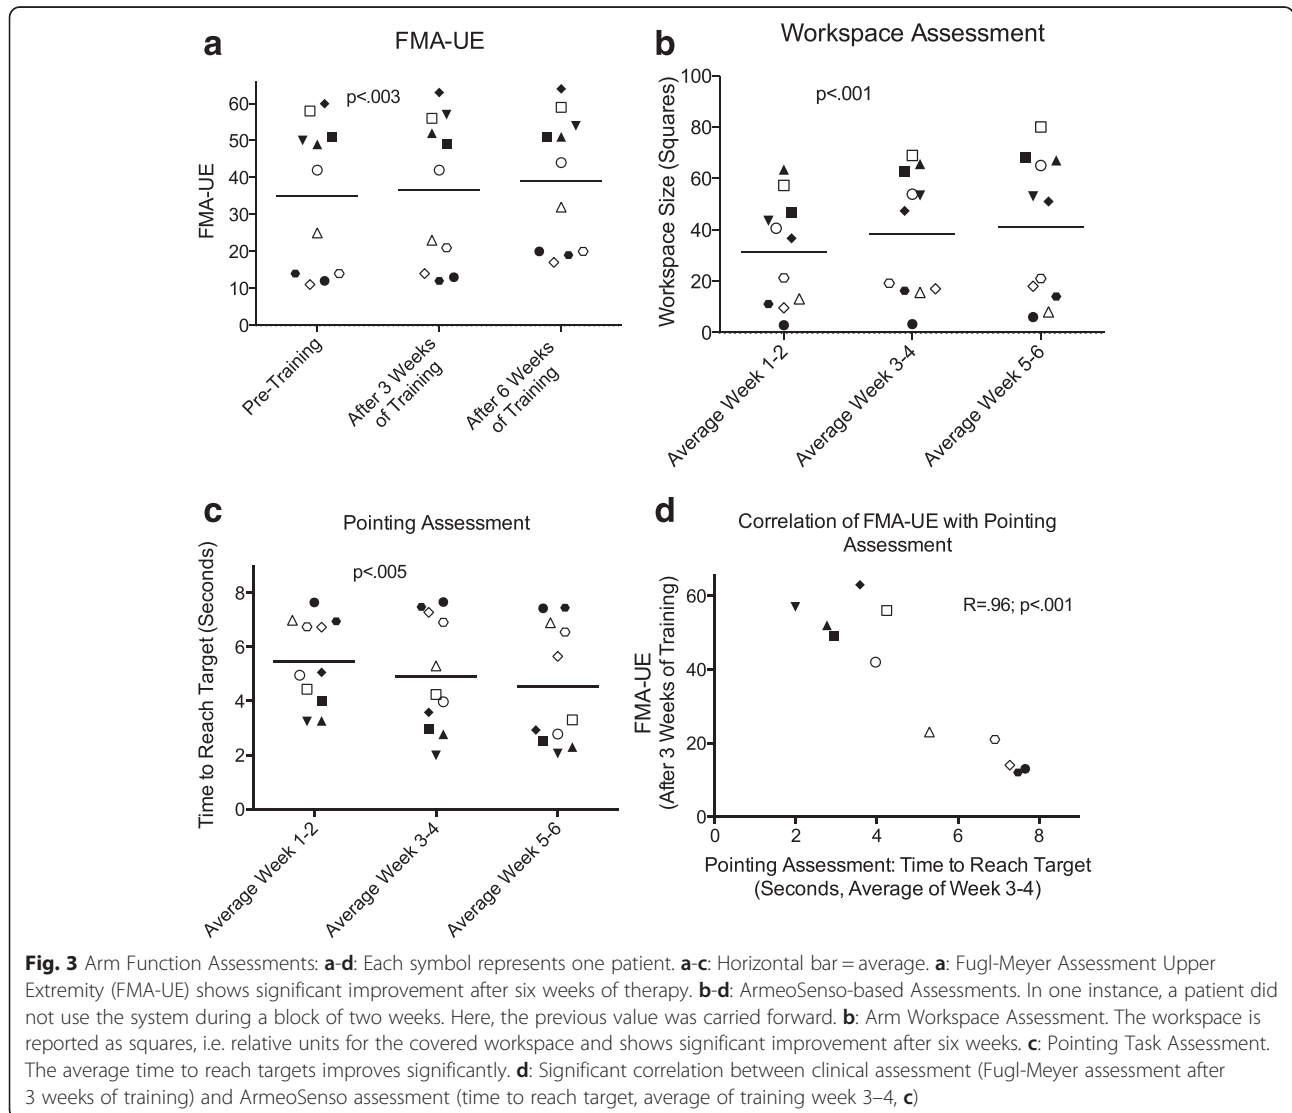 a
FMA-UE
p<.003
FMA-UE
60
50
40
30
20
10
0
Pre-Training
After 3 Weeks
of Training
After 6 Weeks
of Training
b
Workspace Assessment
p<.001
Workspace Size (Squares)
100
80
60
40
20
0
Average Week 1-2
Average Week 3-4
Average Week 5-6
c
Pointing Assessment
p<.005
Time to Reach Target (Seconds)
8
6
4
2
0
Average Week 1-2
Average Week 3-4
Average Week 5-6
d
Correlation of FMA-UE with Pointing
Assessment
R=.96; p<.001
FMA-UE
(After 3 Weeks of Training)
60
40
20
0
0 2 4 6 8
Pointing Assessment: Time to Reach Target
(Seconds, Average of Week 3-4)
Fig. 3 Arm Function Assessments: a-d: Each symbol represents one patient. a-c: Horizontal bar = average. a: Fugl-Meyer Assessment Upper
Extremity (FMA-UE) shows significant improvement after six weeks of therapy. b-d: ArmeoSenso-based Assessments. In one instance, a patient did
not use the system during a block of two weeks. Here, the previous value was carried forward. b: Arm Workspace Assessment. The workspace is
reported as squares, i.e. relative units for the covered workspace and shows significant improvement after six weeks. c: Pointing Task Assessment.
The average time to reach targets improves significantly. d: Significant correlation between clinical assessment (Fugl-Meyer assessment after
3 weeks of training) and ArmeoSenso assessment (time to reach target, average of training week 3–4, c)